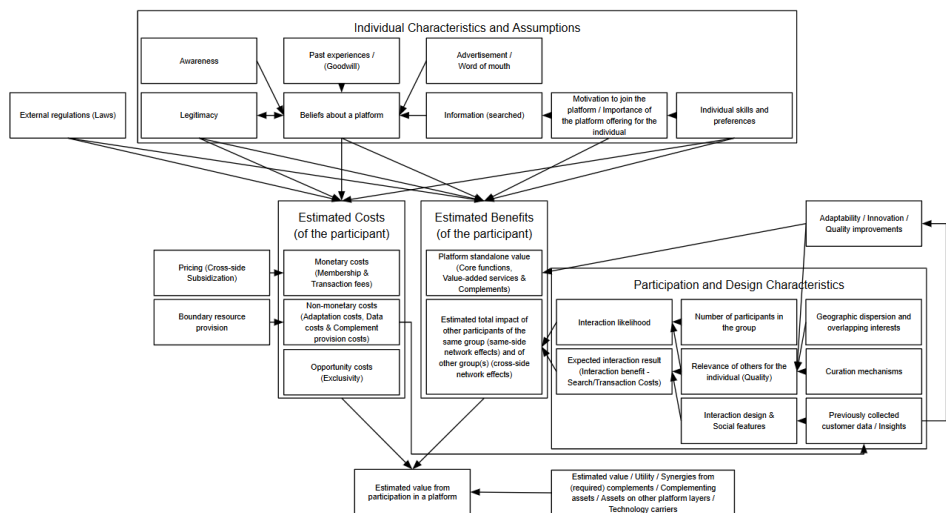 Individual Characteristics and Assumptions
Awareness
Past experiences /
(Goodwill)
Advertisement /
Word of mouth
External regulations (Laws)
Legitimacy
Beliefs about a platform
Information (searched)
Motivation to join the
platform / Importance of
the platform offering for the
individual
Individual skills and
preferences
Estimated Costs
(of the participant)
Monetary costs
(Membership &
Transaction fees)
Non-monetary costs
(Adaptation costs, Data
costs & Complement
provision costs)
Opportunity costs
(Exclusivity)
Pricing (Cross-side
Subsidization)
Boundary resource
provision
Estimated Benefits
(of the participant)
Platform standalone value
(Core functions,
Value-added services &
Complements)
Estimated total impact of
other participants of the
same group (same-side
network effects) and of
other group(s) (cross-side
network effects)
Adaptability / Innovation /
Quality improvements
Participation and Design Characteristics
Interaction likelihood
Number of participants in
the group
Geographic dispersion and
overlapping interests
Expected interaction result
(Interaction benefit -
Search/Transaction Costs)
Relevance of others for the
individual (Quality)
Curation mechanisms
Interaction design &
Social features
Previously collected
customer data / Insights
Estimated value from
participation in a platform
Estimated value / Utility / Synergies from
(required) complements / Complementing
assets / Assets on other platform layers /
Technology carriers